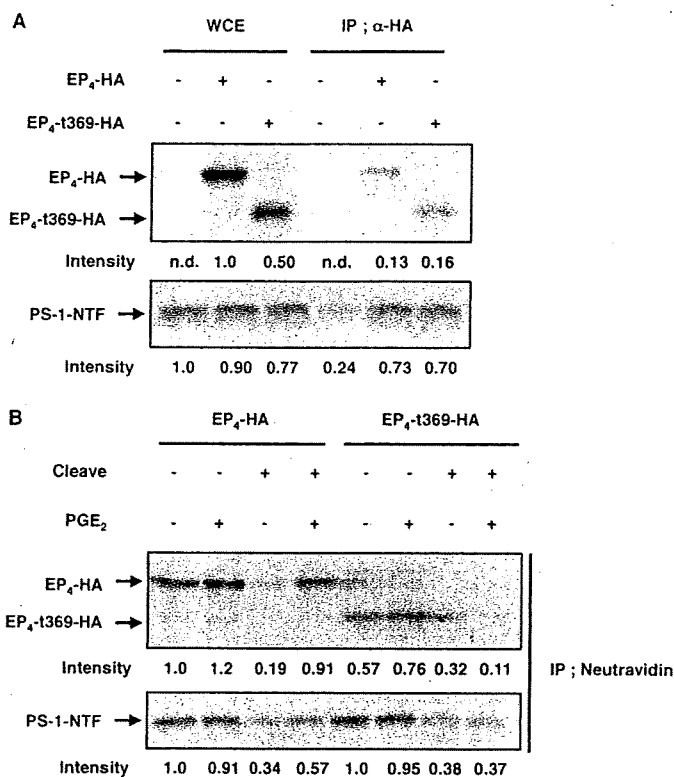 A
WCE IP ; α-HA
EP4-HA - + - - + -
EP4-t369-HA - - + - - +
EP4-HA
EP4-t369-HA
Intensity n.d. 1.0 0.50 n.d. 0.13 0.16
PS-1-NTF
Intensity 1.0 0.90 0.77 0.24 0.73 0.70
B
EP4-HA EP4-t369-HA
Cleave - - + + - - + +
PGE2 - + - + - + - +
EP4-HA
EP4-t369-HA
Intensity 1.0 1.2 0.19 0.91 0.57 0.76 0.32 0.11
IP ; Neutravidin
PS-1-NTF
Intensity 1.0 0.91 0.34 0.57 1.0 0.95 0.38 0.37